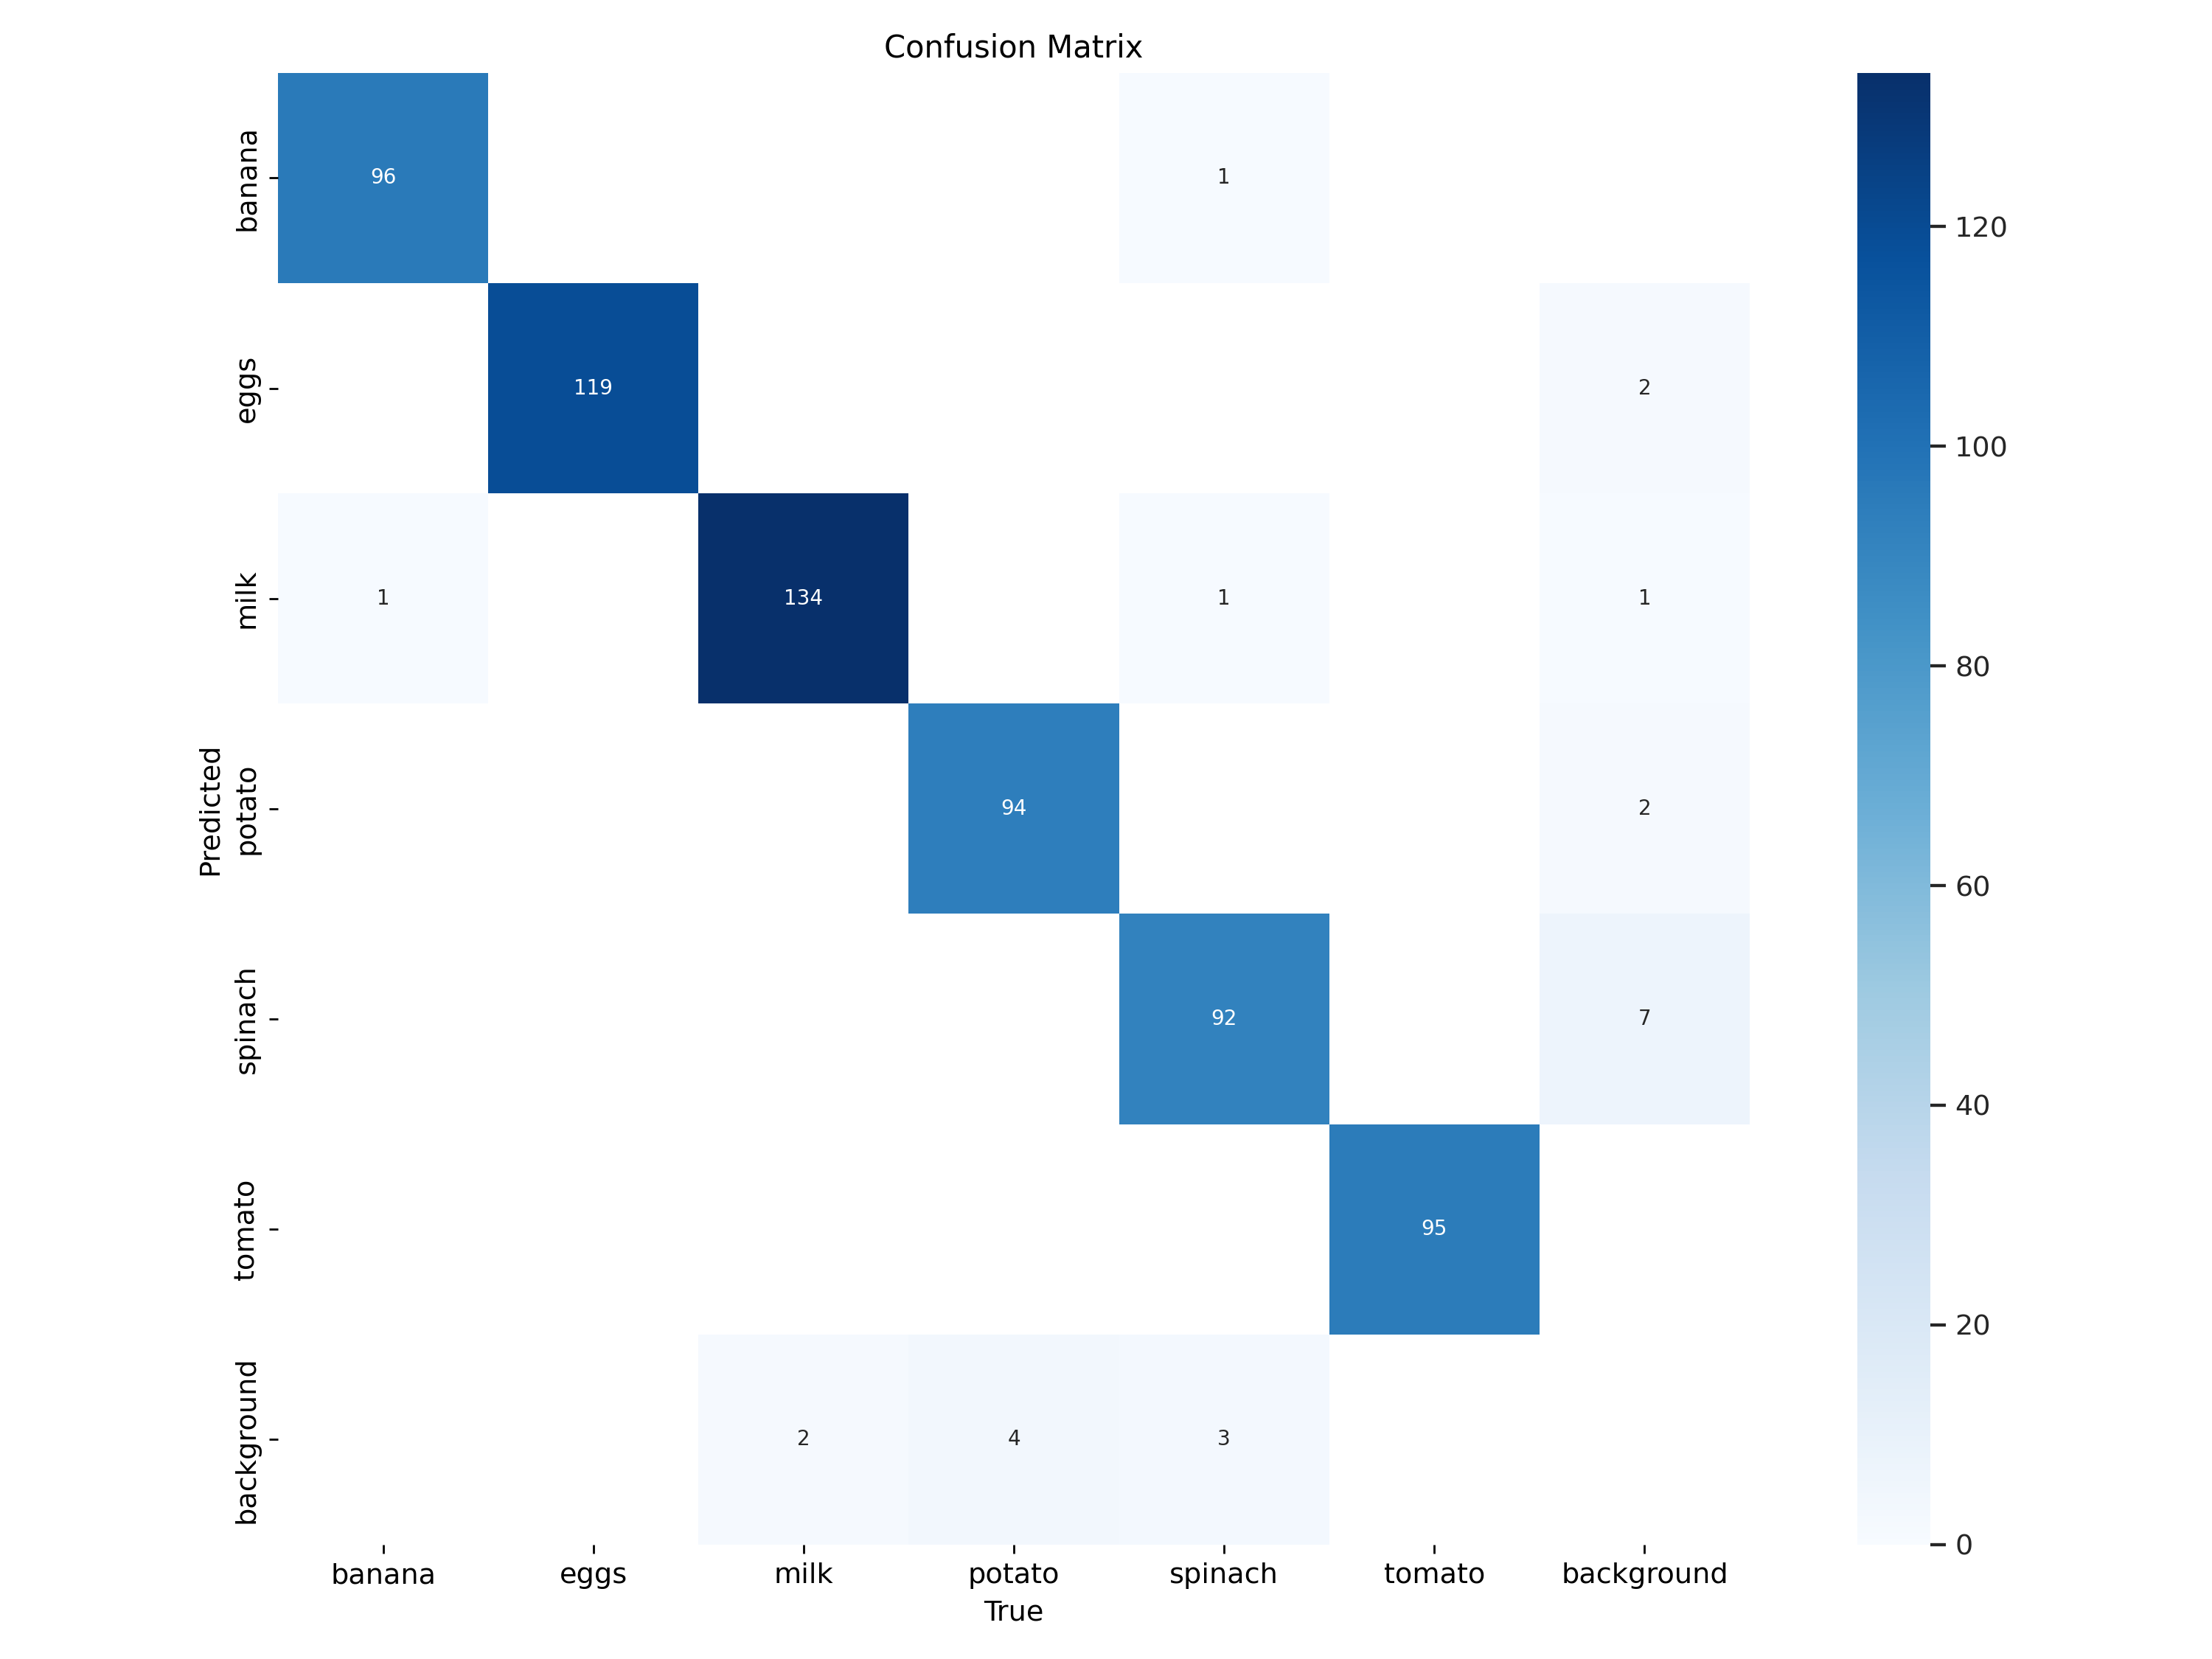 Confusion Matrix
banana 96 1
120
eggs 119 2
100
milk 1 134 1 1
80
Predicted
potato 94 2
60
spinach 92 7
40
tomato 95
20
background 2 4 3
0
banana eggs milk potato spinach tomato background
True